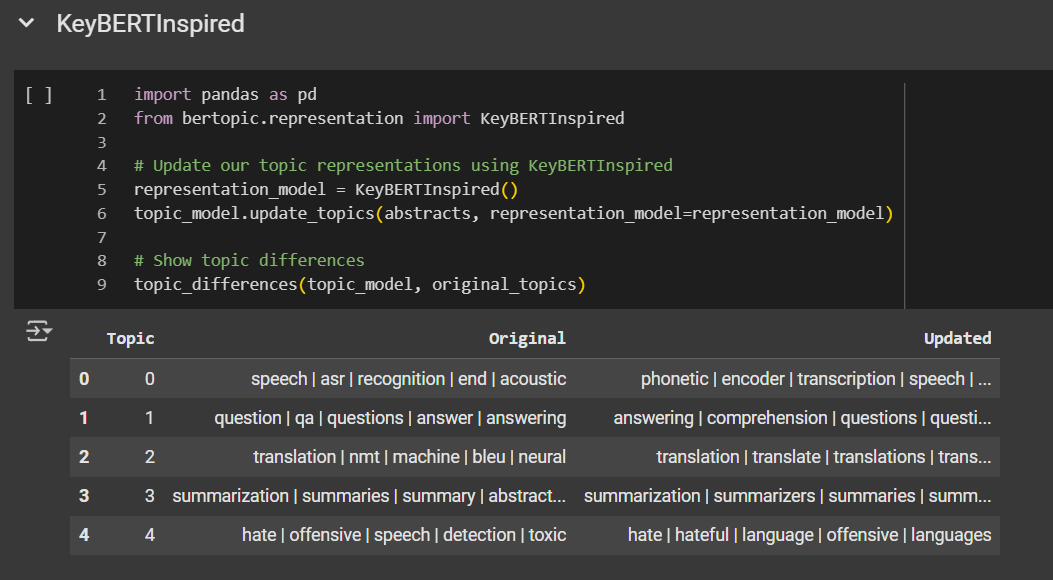 KeyBERTInspired
[ ]
1 import pandas as pd
2 from bertopic.representation import KeyBERTInspired
3
4 # Update our topic representations using KeyBERTInspired
5 representation_model = KeyBERTInspired()
6 topic_model.update_topics(abstracts, representation_model=representation_model)
7
8 # Show topic differences
9 topic_differences(topic_model, original_topics)
Topic Original Updated
0 0 speech | asr | recognition | end | acoustic phonetic | encoder | transcription | speech | ...
1 1 question | qa | questions | answer | answering answering | comprehension | questions | questi...
2 2 translation | nmt | machine | bleu | neural translation | translate | translations | trans...
3 3 summarization | summaries | summary | abstract... summarization | summarizers | summaries | summ...
4 4 hate | offensive | speech | detection | toxic hate | hateful | language | offensive | languages